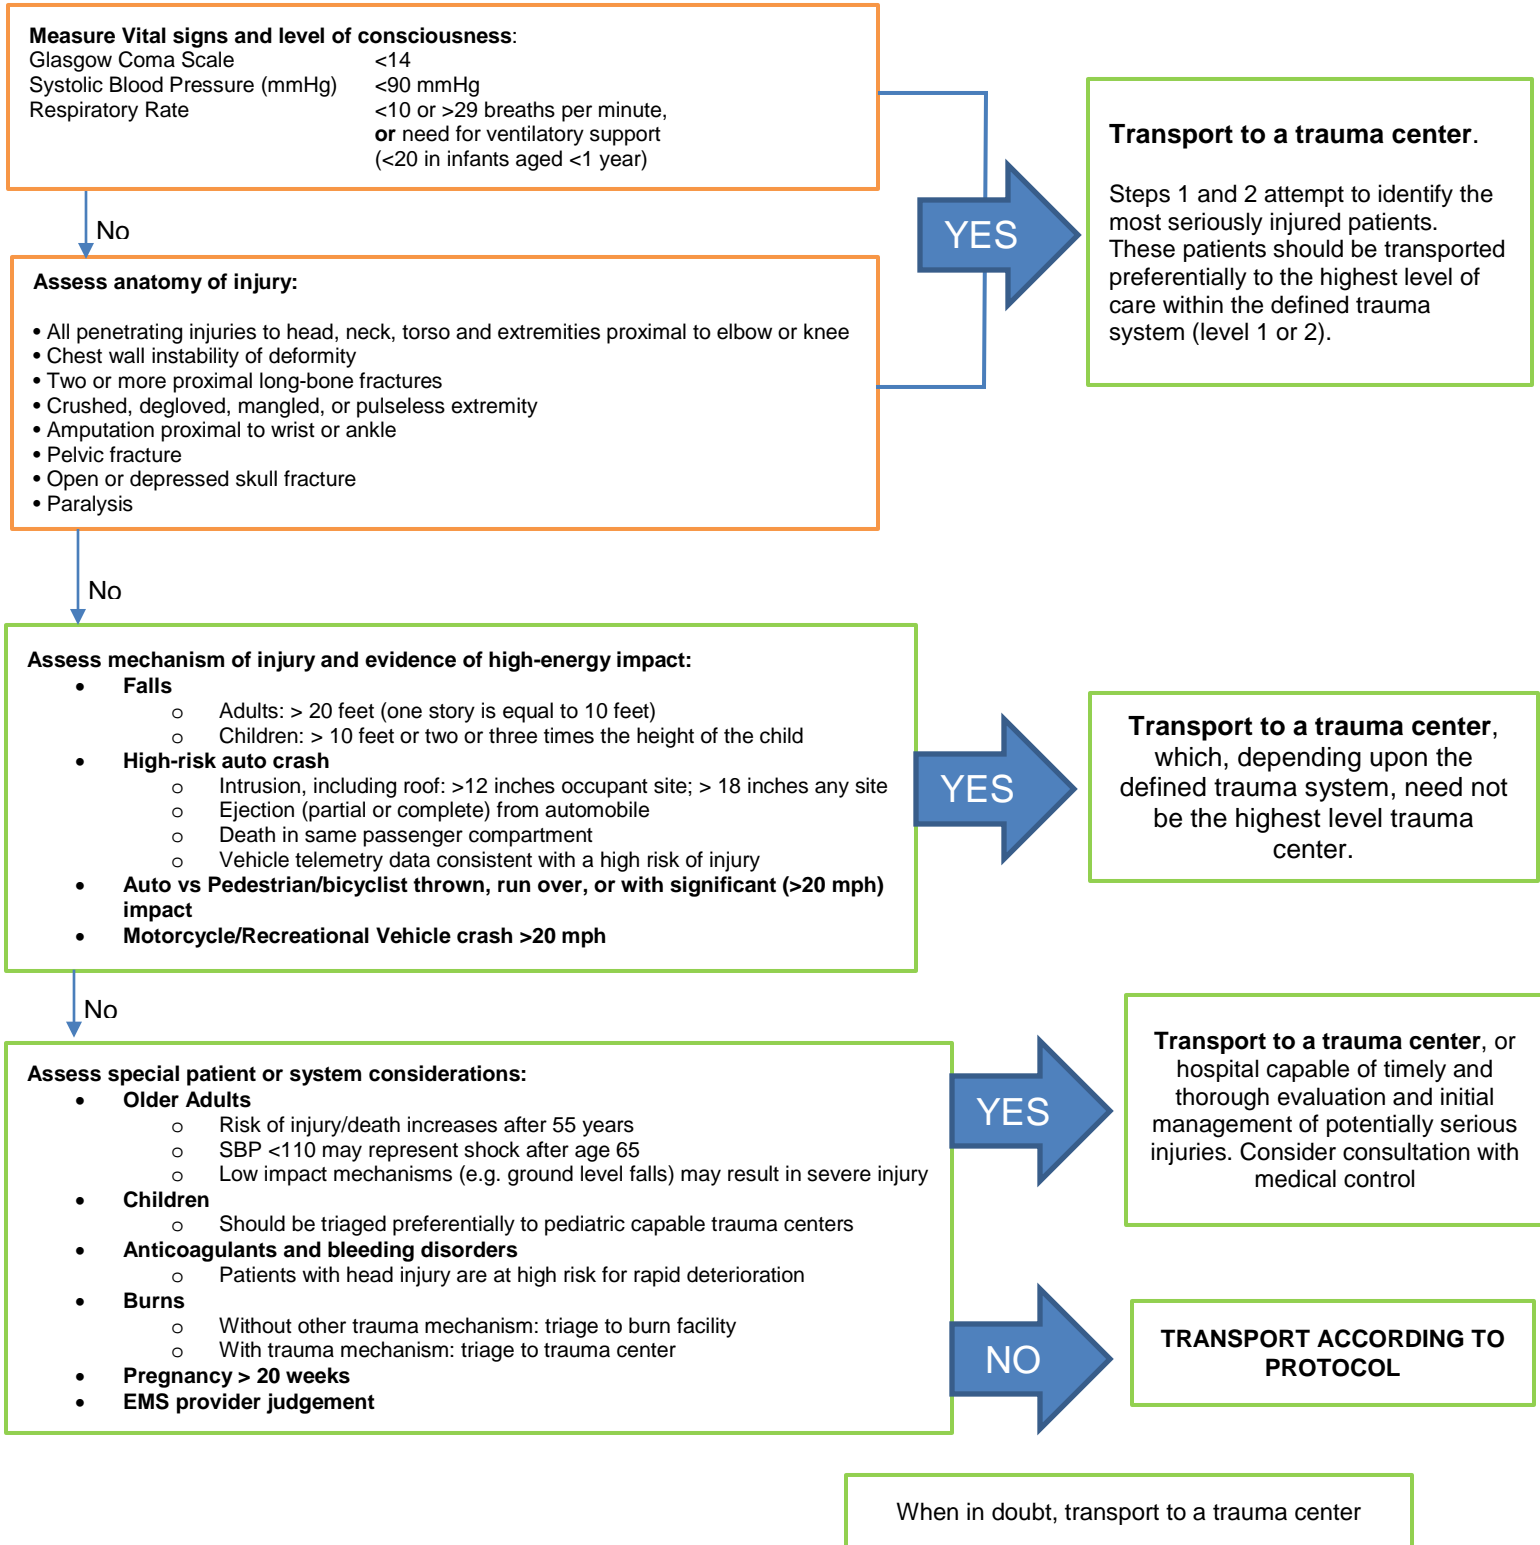 Measure Vital signs and level of consciousness:
Glasgow Coma Scale <14
Systolic Blood Pressure (mmHg) <90 mmHg
Respiratory Rate <10 or >29 breaths per minute,
or need for ventilatory support
(<20 in infants aged <1 year)
YES
Transport to a trauma center.
Steps 1 and 2 attempt to identify the
most seriously injured patients.
These patients should be transported
preferentially to the highest level of
care within the defined trauma
system (level 1 or 2).
No
Assess anatomy of injury:
• All penetrating injuries to head, neck, torso and extremities proximal to elbow or knee
• Chest wall instability of deformity
• Two or more proximal long-bone fractures
• Crushed, degloved, mangled, or pulseless extremity
• Amputation proximal to wrist or ankle
• Pelvic fracture
• Open or depressed skull fracture
• Paralysis
No
Assess mechanism of injury and evidence of high-energy impact:
• Falls
o Adults: > 20 feet (one story is equal to 10 feet)
o Children: > 10 feet or two or three times the height of the child
• High-risk auto crash
o Intrusion, including roof: >12 inches occupant site; > 18 inches any site
o Ejection (partial or complete) from automobile
o Death in same passenger compartment
o Vehicle telemetry data consistent with a high risk of injury
• Auto vs Pedestrian/bicyclist thrown, run over, or with significant (>20 mph)
impact
• Motorcycle/Recreational Vehicle crash >20 mph
YES
Transport to a trauma center,
which, depending upon the
defined trauma system, need not
be the highest level trauma
center.
No
Assess special patient or system considerations:
• Older Adults
o Risk of injury/death increases after 55 years
o SBP <110 may represent shock after age 65
o Low impact mechanisms (e.g. ground level falls) may result in severe injury
• Children
o Should be triaged preferentially to pediatric capable trauma centers
• Anticoagulants and bleeding disorders
o Patients with head injury are at high risk for rapid deterioration
• Burns
o Without other trauma mechanism: triage to burn facility
o With trauma mechanism: triage to trauma center
• Pregnancy > 20 weeks
• EMS provider judgement
YES
Transport to a trauma center, or
hospital capable of timely and
thorough evaluation and initial
management of potentially serious
injuries. Consider consultation with
medical control
NO
TRANSPORT ACCORDING TO
PROTOCOL
When in doubt, transport to a trauma center